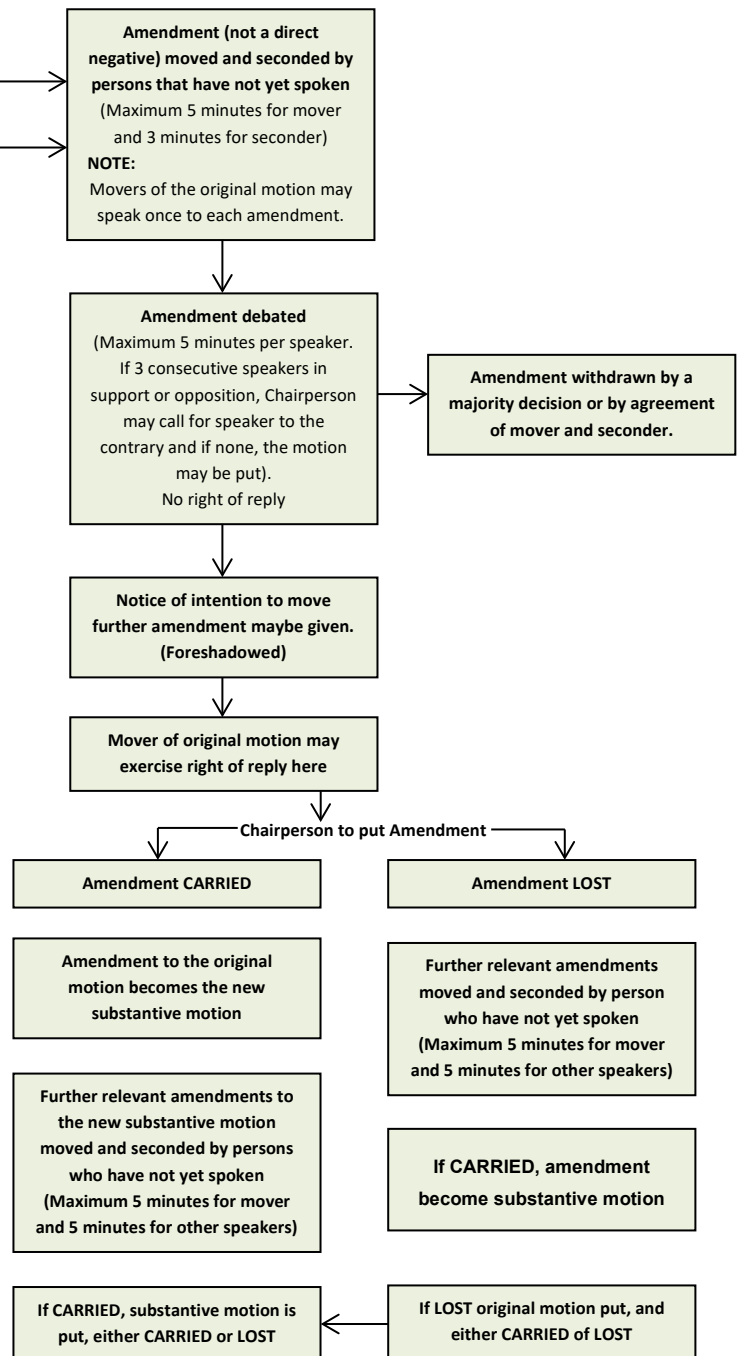 Amendment (not a direct
negative) moved and seconded by
persons that have not yet spoken
(Maximum 5 minutes for mover
and 3 minutes for seconder)
NOTE:
Movers of the original motion may
speak once to each amendment.
Amendment debated
(Maximum 5 minutes per speaker.
If 3 consecutive speakers in
support or opposition, Chairperson
may call for speaker to the
contrary and if none, the motion
may be put).
No right of reply
Amendment withdrawn by a
majority decision or by agreement
of mover and seconder.
Notice of intention to move
further amendment maybe given.
(Foreshadowed)
Mover of original motion may
exercise right of reply here
Chairperson to put Amendment
Amendment CARRIED
Amendment to the original
motion becomes the new
substantive motion
Further relevant amendments to
the new substantive motion
moved and seconded by persons
who have not yet spoken
(Maximum 5 minutes for mover
and 5 minutes for other speakers)
If CARRIED, substantive motion is
put, either CARRIED or LOST
Amendment LOST
Further relevant amendments
moved and seconded by person
who have not yet spoken
(Maximum 5 minutes for mover
and 5 minutes for other speakers)
If CARRIED, amendment
become substantive motion
If LOST original motion put, and
either CARRIED of LOST